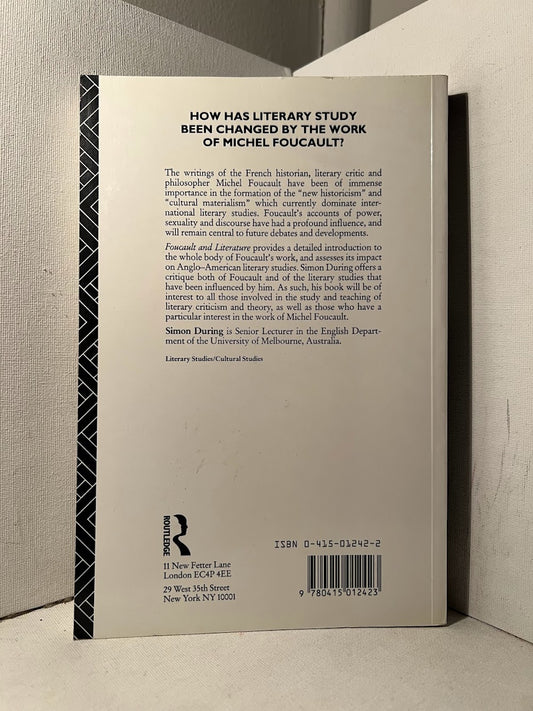 HOW HAS LITERARY STUDY
BEEN CHANGED BY THE WORK
OF MICHEL FOUCAULT?
The writings of the French historian, literary critic and
philosopher Michel Foucault have been of immense
importance in the formation of the “new historicism” and
“cultural materialism” which currently dominate inter-
national literary studies. Foucault’s accounts of power,
sexuality and discourse have had a profound influence, and
will remain central to future debates and developments.
Foucault and Literature provides a detailed introduction to
the whole body of Foucault’s work, and assesses its impact
on Anglo–American literary studies. Simon During offers a
critique both of Foucault and of the literary studies that
have been influenced by him. As such, his book will be of
interest to all those involved in the study and teaching of
literary criticism and theory, as well as those who have a
particular interest in the work of Michel Foucault.
Simon During is Senior Lecturer in the English Depart-
ment of the University of Melbourne, Australia.
Literary Studies/Cultural Studies
ROUTLEDGE
11 New Fetter Lane
London EC4P 4EE
29 West 35th Street
New York NY 10001
ISBN 0-415-01242-2
9 780415 012423